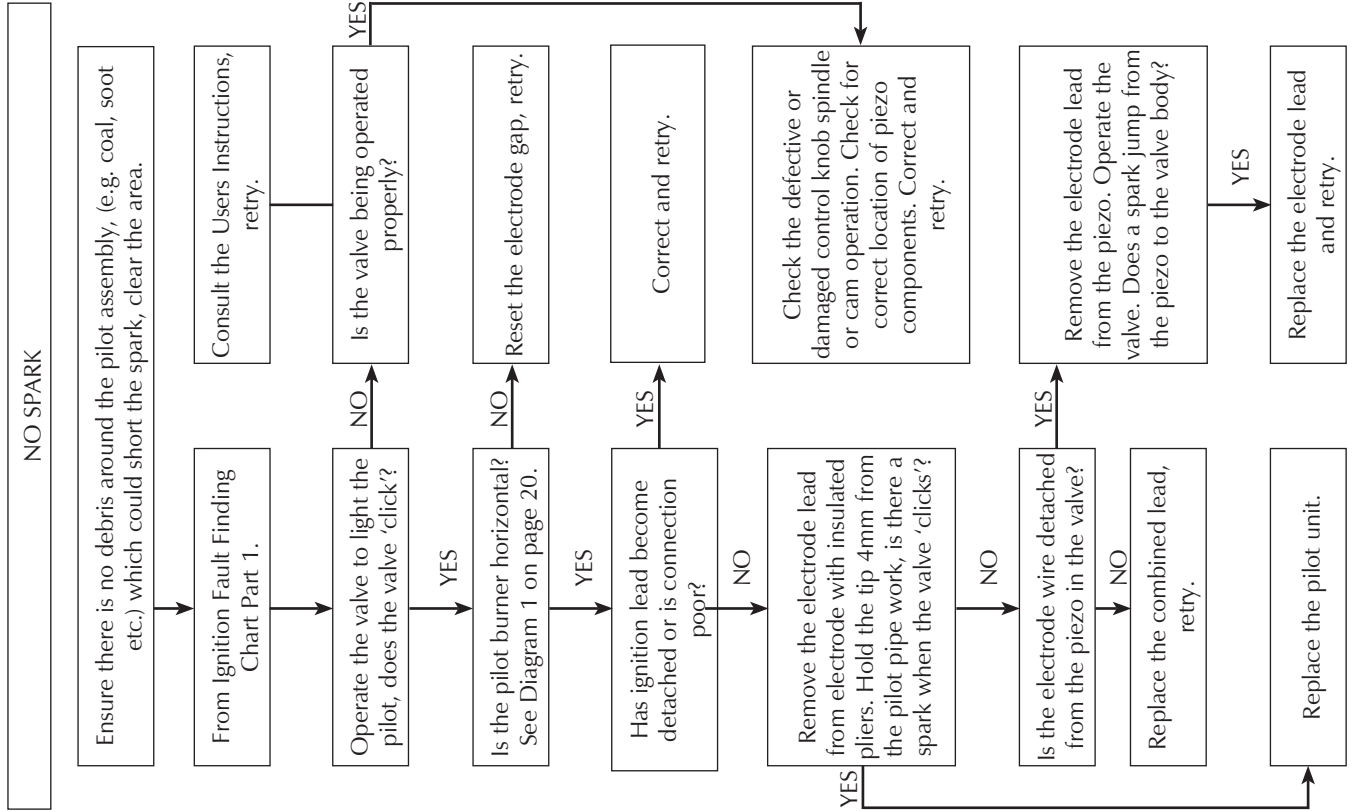 NO SPARK
Ensure there is no debris around the pilot assembly, (e.g. coal, soot
etc.) which could short the spark, clear the area.
From Ignition Fault Finding
Chart Part 1.
Consult the Users Instructions,
retry.
Operate the valve to light the
pilot, does the valve ‘click’?
NO
Is the valve being operated
properly?
YES
YES
Is the pilot burner horizontal?
See Diagram 1 on page 20.
NO
Reset the electrode gap, retry.
YES
Has ignition lead become
detached or is connection
poor?
YES
Correct and retry.
NO
Remove the electrode lead
from electrode with insulated
pliers. Hold the tip 4mm from
the pilot pipe work, is there a
spark when the valve ‘clicks’?
Check the defective or
damaged control knob spindle
or cam operation. Check for
correct location of piezo
components. Correct and
retry.
YES
NO
Is the electrode wire detached
from the piezo in the valve?
YES
Remove the electrode lead
from the piezo. Operate the
valve. Does a spark jump from
the piezo to the valve body?
NO
Replace the combined lead,
retry.
YES
Replace the pilot unit.
Replace the electrode lead
and retry.